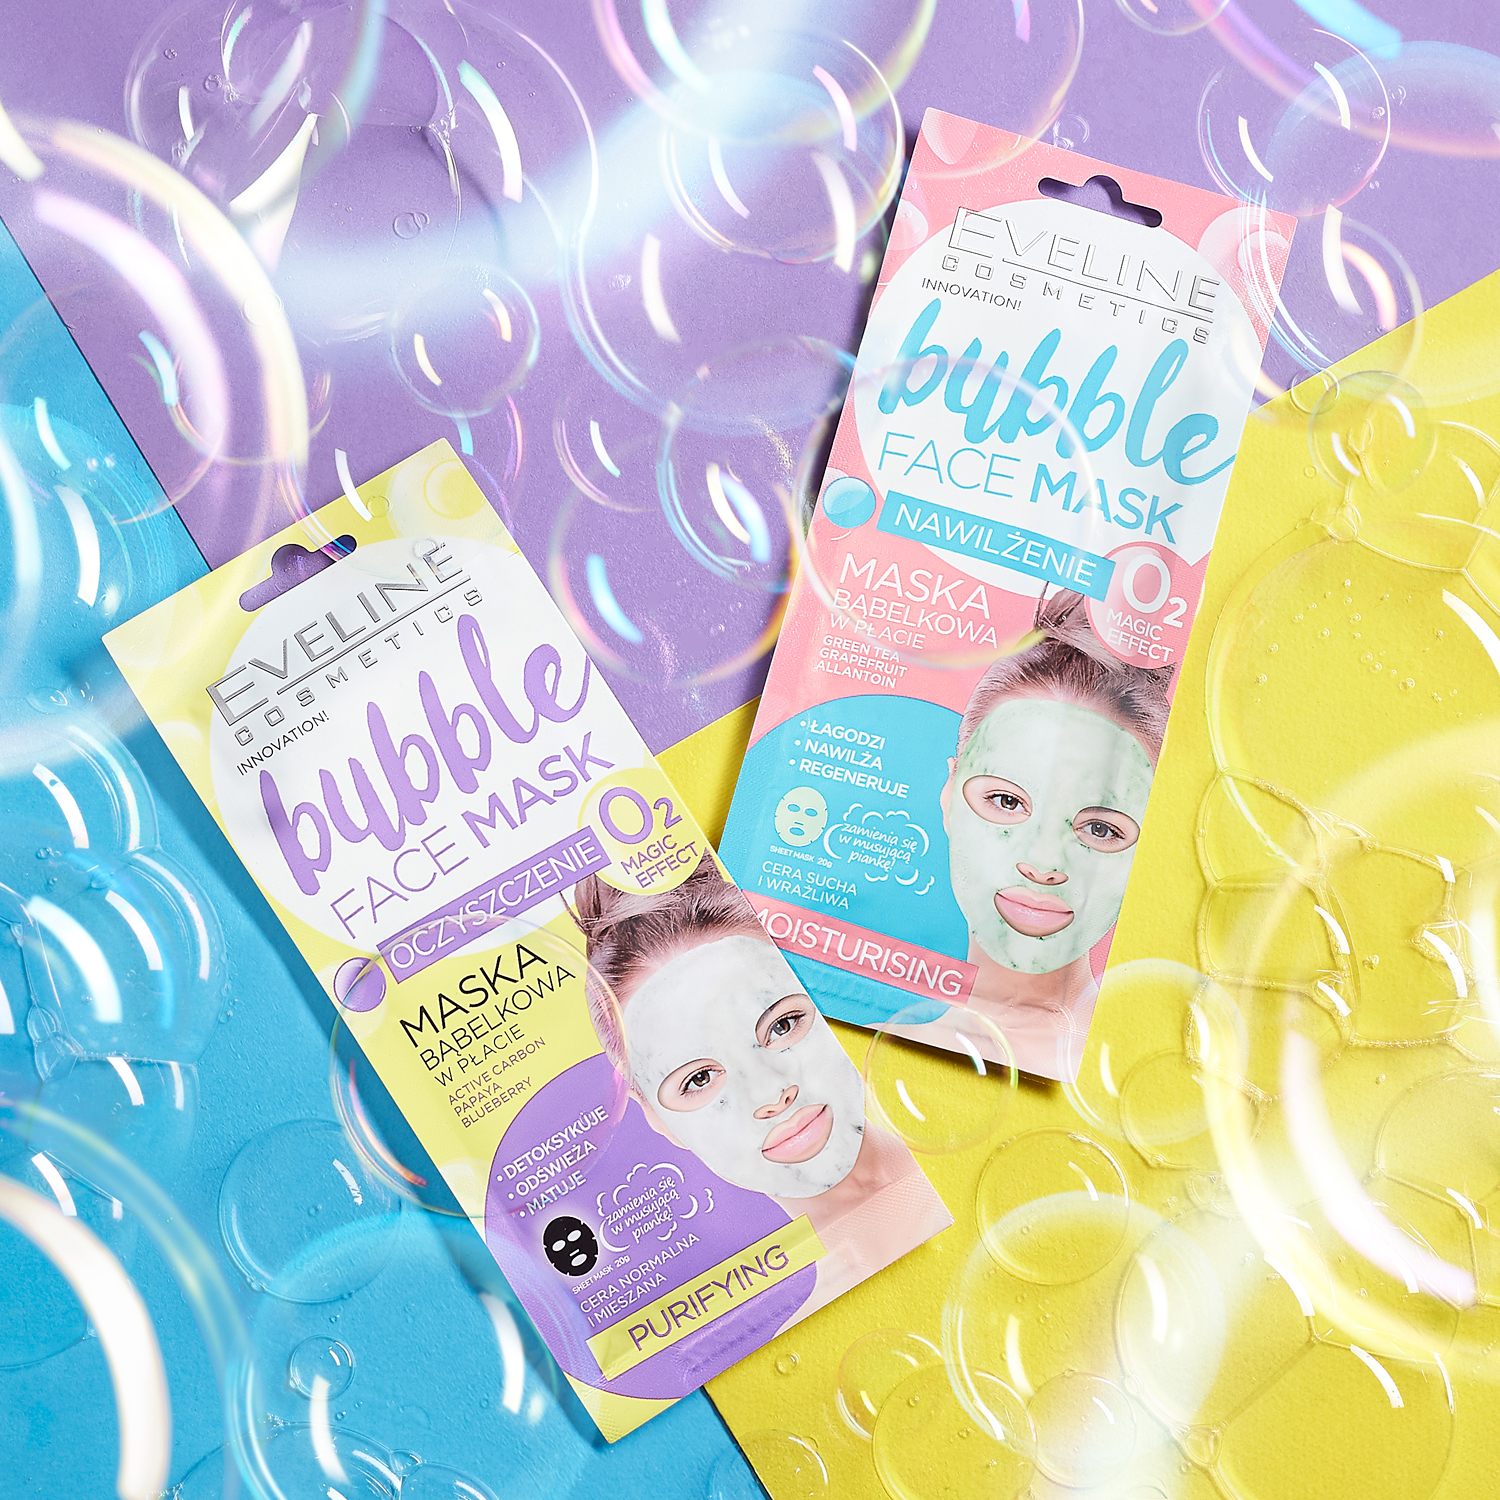 EVELINE
COSMETICS
INNOVATION!
bubble
FACE MASK
OCZYSZCZENIE
O2
MAGIC
EFFECT
MASKA
BĄBELKOWA
W PŁACIE
ACTIVE CARBON
PAPAYA
BLUEBERRY
• DETOKSYKUJE
• ODŚWIEŻA
• MATUJE
zamienia się
w musującą
piankę!
SHEET MASK 20g
CERA NORMALNA
I MIESZANA
PURIFYING
EVELINE
COSMETICS
INNOVATION!
bubble
FACE MASK
NAWILŻENIE
O2
MAGIC
EFFECT
MASKA
BĄBELKOWA
W PŁACIE
GREEN TEA
GRAPEFRUIT
ALLANTOIN
• ŁAGODZI
• NAWILŻA
• REGENERUJE
zamienia się
w musującą
piankę!
SHEET MASK 20g
CERA SUCHA
I WRAŻLIWA
MOISTURISING